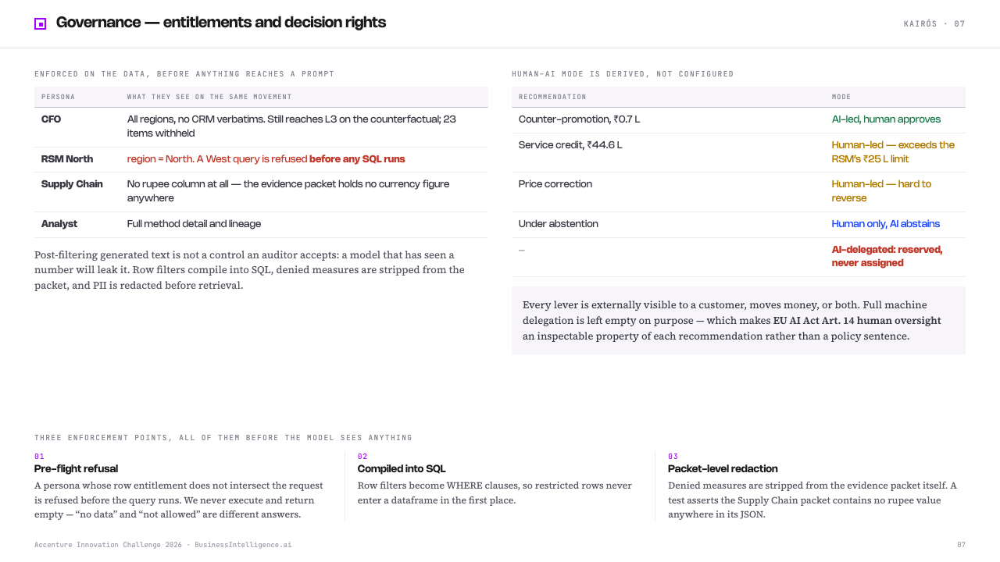 Governance — entitlements and decision rights
KAIRÓS · 07
ENFORCED ON THE DATA, BEFORE ANYTHING REACHES A PROMPT
PERSONA WHAT THEY SEE ON THE SAME MOVEMENT
CFO All regions, no CRM verbatims. Still reaches L3 on the counterfactual; 23
items withheld
RSM North region = North. A West query is refused before any SQL runs
Supply Chain No rupee column at all — the evidence packet holds no currency figure
anywhere
Analyst Full method detail and lineage
Post-filtering generated text is not a control an auditor accepts: a model that has seen a
number will leak it. Row filters compile into SQL, denied measures are stripped from the
packet, and PII is redacted before retrieval.
HUMAN-AI MODE IS DERIVED, NOT CONFIGURED
RECOMMENDATION MODE
Counter-promotion, ₹0.7 L AI-led, human approves
Service credit, ₹44.6 L Human-led — exceeds the
RSM's ₹25 L limit
Price correction Human-led — hard to
reverse
Under abstention Human only, AI abstains
— AI-delegated: reserved,
never assigned
Every lever is externally visible to a customer, moves money, or both. Full machine
delegation is left empty on purpose — which makes EU AI Act Art. 14 human oversight
an inspectable property of each recommendation rather than a policy sentence.
THREE ENFORCEMENT POINTS, ALL OF THEM BEFORE THE MODEL SEES ANYTHING
01
Pre-flight refusal
A persona whose row entitlement does not intersect the request
is refused before the query runs. We never execute and return
empty — “no data” and “not allowed” are different answers.
02
Compiled into SQL
Row filters become WHERE clauses, so restricted rows never
enter a dataframe in the first place.
03
Packet-level redaction
Denied measures are stripped from the evidence packet itself. A
test asserts the Supply Chain packet contains no rupee value
anywhere in its JSON.
Accenture Innovation Challenge 2026 · BusinessIntelligence.ai
07